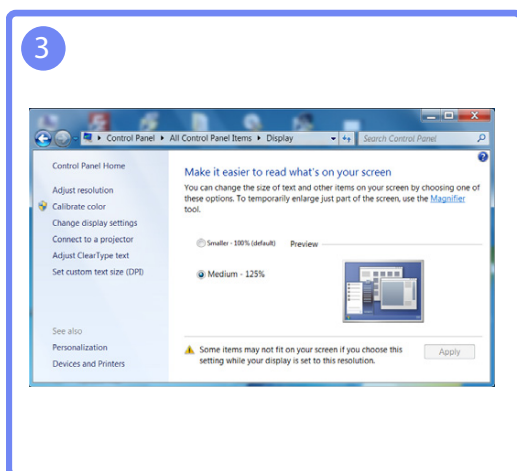 3
Control Panel ▸ All Control Panel Items ▸ Display
Search Control Panel
Control Panel Home
Adjust resolution
Calibrate color
Change display settings
Connect to a projector
Adjust ClearType text
Set custom text size (DPI)
See also
Personalization
Devices and Printers
Make it easier to read what's on your screen
You can change the size of text and other items on your screen by choosing one of
these options. To temporarily enlarge just part of the screen, use the Magnifier
tool.
Smaller - 100% (default)
Preview
Medium - 125%
Some items may not fit on your screen if you choose this
setting while your display is set to this resolution.
Apply